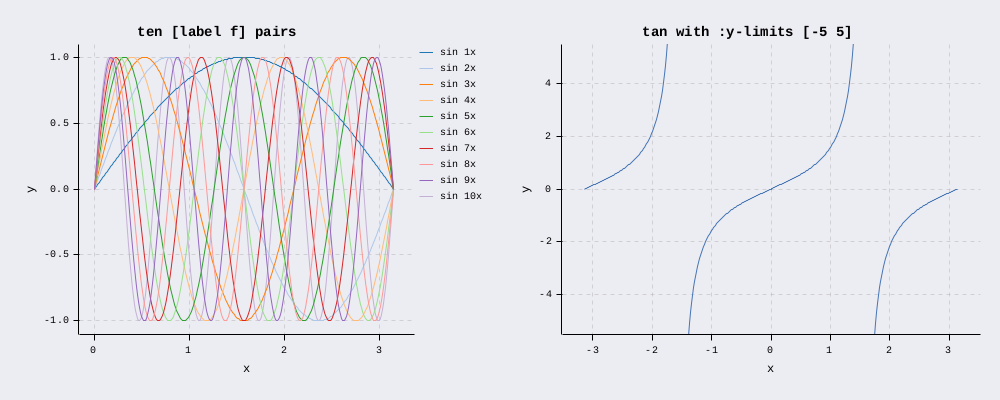 ten [label f] pairs
1.0
0.5
0.0
-0.5
-1.0
y
0
1
2
3
x
sin 1x
sin 2x
sin 3x
sin 4x
sin 5x
sin 6x
sin 7x
sin 8x
sin 9x
sin 10x
tan with :y-limits [-5 5]
4
2
0
-2
-4
y
-3
-2
-1
0
1
2
3
x